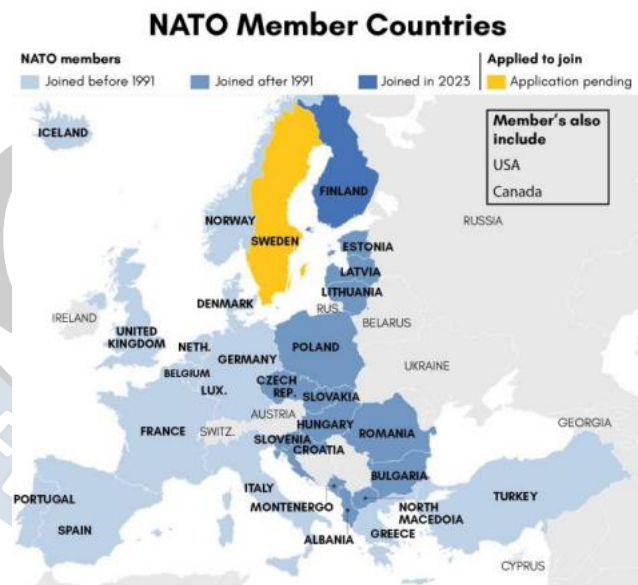 NATO Member Countries
NATO members
Joined before 1991
Joined after 1991
Joined in 2023
Applied to join
Application pending
Member's also
include
USA
Canada
ICELAND
FINLAND
RUSSIA
NORWAY
SWEDEN
ESTONIA
LATVIA
LITHUANIA
DENMARK
RUS.
IRELAND
BELARUS
UNITED
KINGDOM
NETH.
POLAND
GERMANY
BELGIUM
UKRAINE
LUX.
CZECH
REP.
SLOVAKIA
AUSTRIA
FRANCE
SWITZ.
HUNGARY
SLOVENIA
ROMANIA
CROATIA
GEORGIA
BULGARIA
ITALY
PORTUGAL
MONTENERGO
NORTH
MACEDOIA
TURKEY
SPAIN
ALBANIA
GREECE
CYPRUS